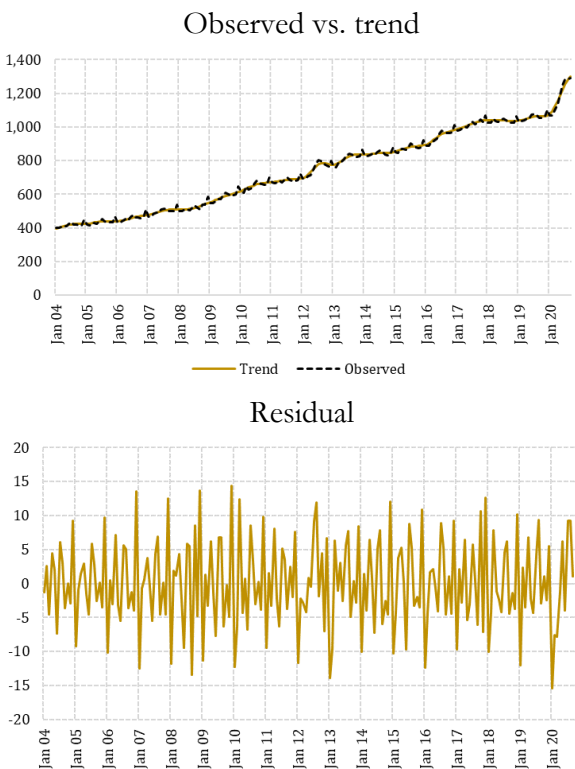 Observed vs. trend
1,400
1,200
1,000
800
600
400
200
0
Jan 04
Jan 05
Jan 06
Jan 07
Jan 08
Jan 09
Jan 10
Jan 11
Jan 12
Jan 13
Jan 14
Jan 15
Jan 16
Jan 17
Jan 18
Jan 19
Jan 20
Trend Observed
Residual
20
15
10
5
0
-5
-10
-15
-20
Jan 04
Jan 05
Jan 06
Jan 07
Jan 08
Jan 09
Jan 10
Jan 11
Jan 12
Jan 13
Jan 14
Jan 15
Jan 16
Jan 17
Jan 18
Jan 19
Jan 20